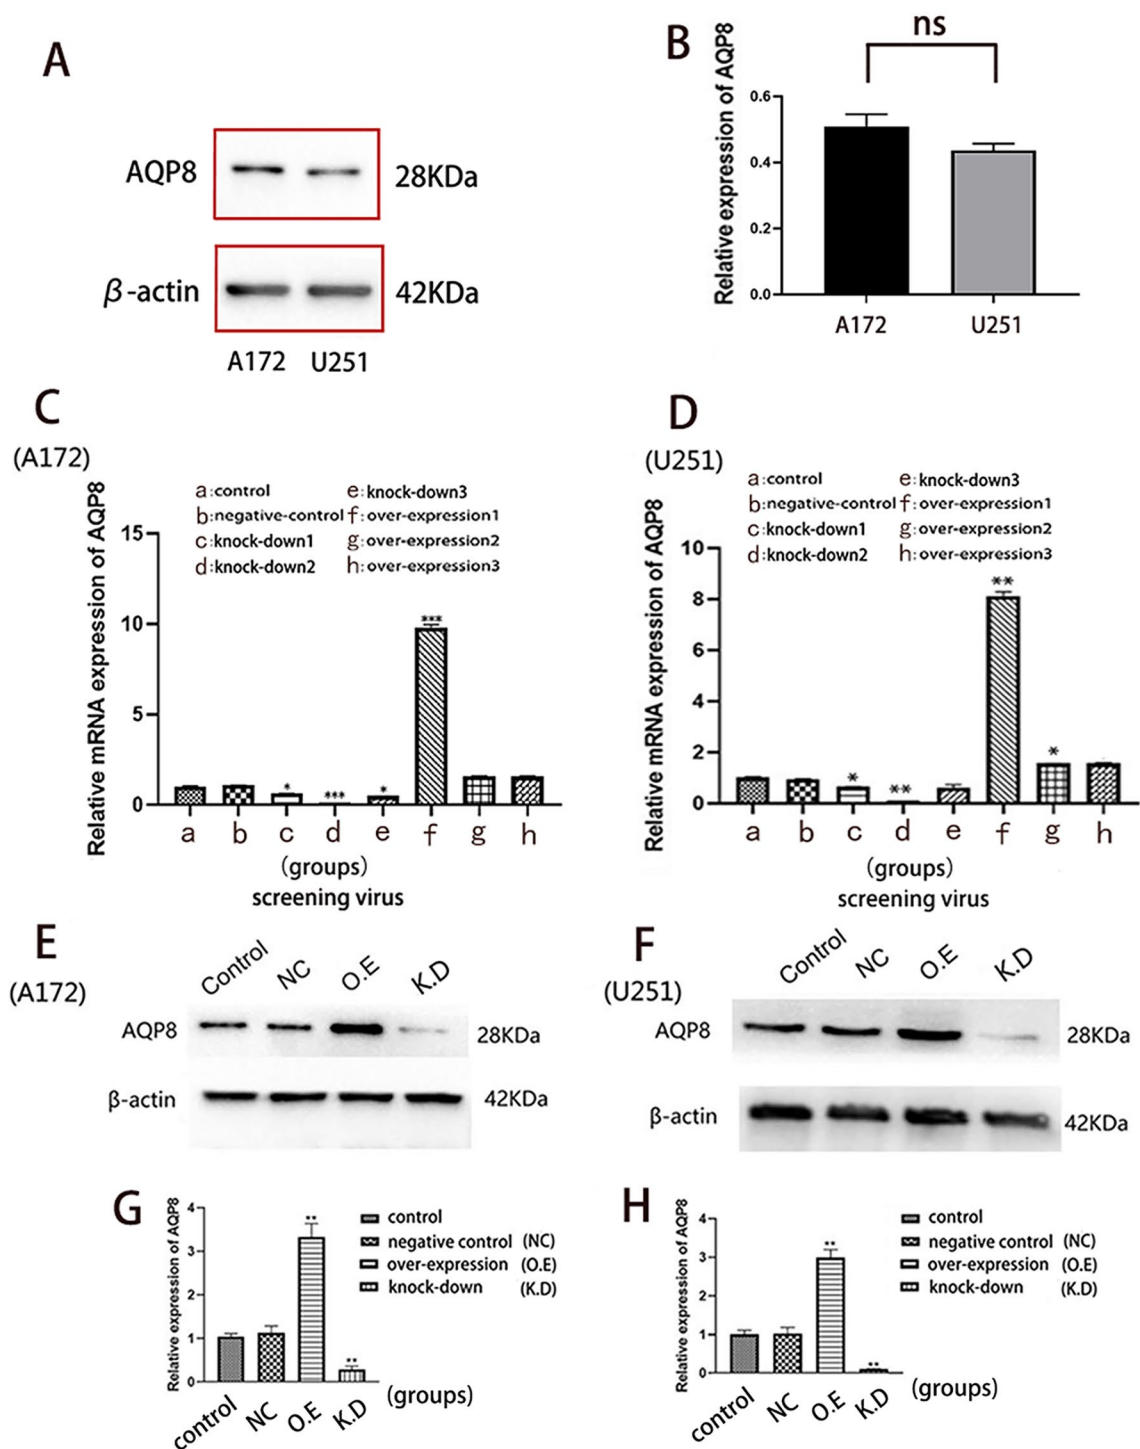 A
AQP8
28KDa
β-actin
42KDa
A172 U251
B
ns
Relative expression of AQP8
0.6
0.4
0.2
0.0
A172 U251
C
(A172)
Relative mRNA expression of AQP8
a:control
e:knock-down3
b:negative-control
f:over-expression1
c:knock-down1
g:over-expression2
d:knock-down2
h:over-expression3
15
10
5
0
* *** * ***
a b c d e f g h
(groups)
screening virus
D
(U251)
Relative mRNA expression of AQP8
a:control
e:knock-down3
b:negative-control
f:over-expression1
c:knock-down1
g:over-expression2
d:knock-down2
h:over-expression3
10
8
6
4
2
0
* ** ** *
a b c d e f g h
(groups)
screening virus
E
(A172)
Control NC O.E K.D
AQP8
28KDa
β-actin
42KDa
F
(U251)
Control NC O.E K.D
AQP8
28KDa
β-actin
42KDa
G
Relative expression of AQP8
4
3
2
1
0
** **
control
negative control (NC)
over-expression (O.E)
knock-down (K.D)
control NC O.E K.D
(groups)
H
Relative expression of AQP8
4
3
2
1
0
** **
control
negative control (NC)
over-expression (O.E)
knock-down (K.D)
control NC O.E K.D
(groups)